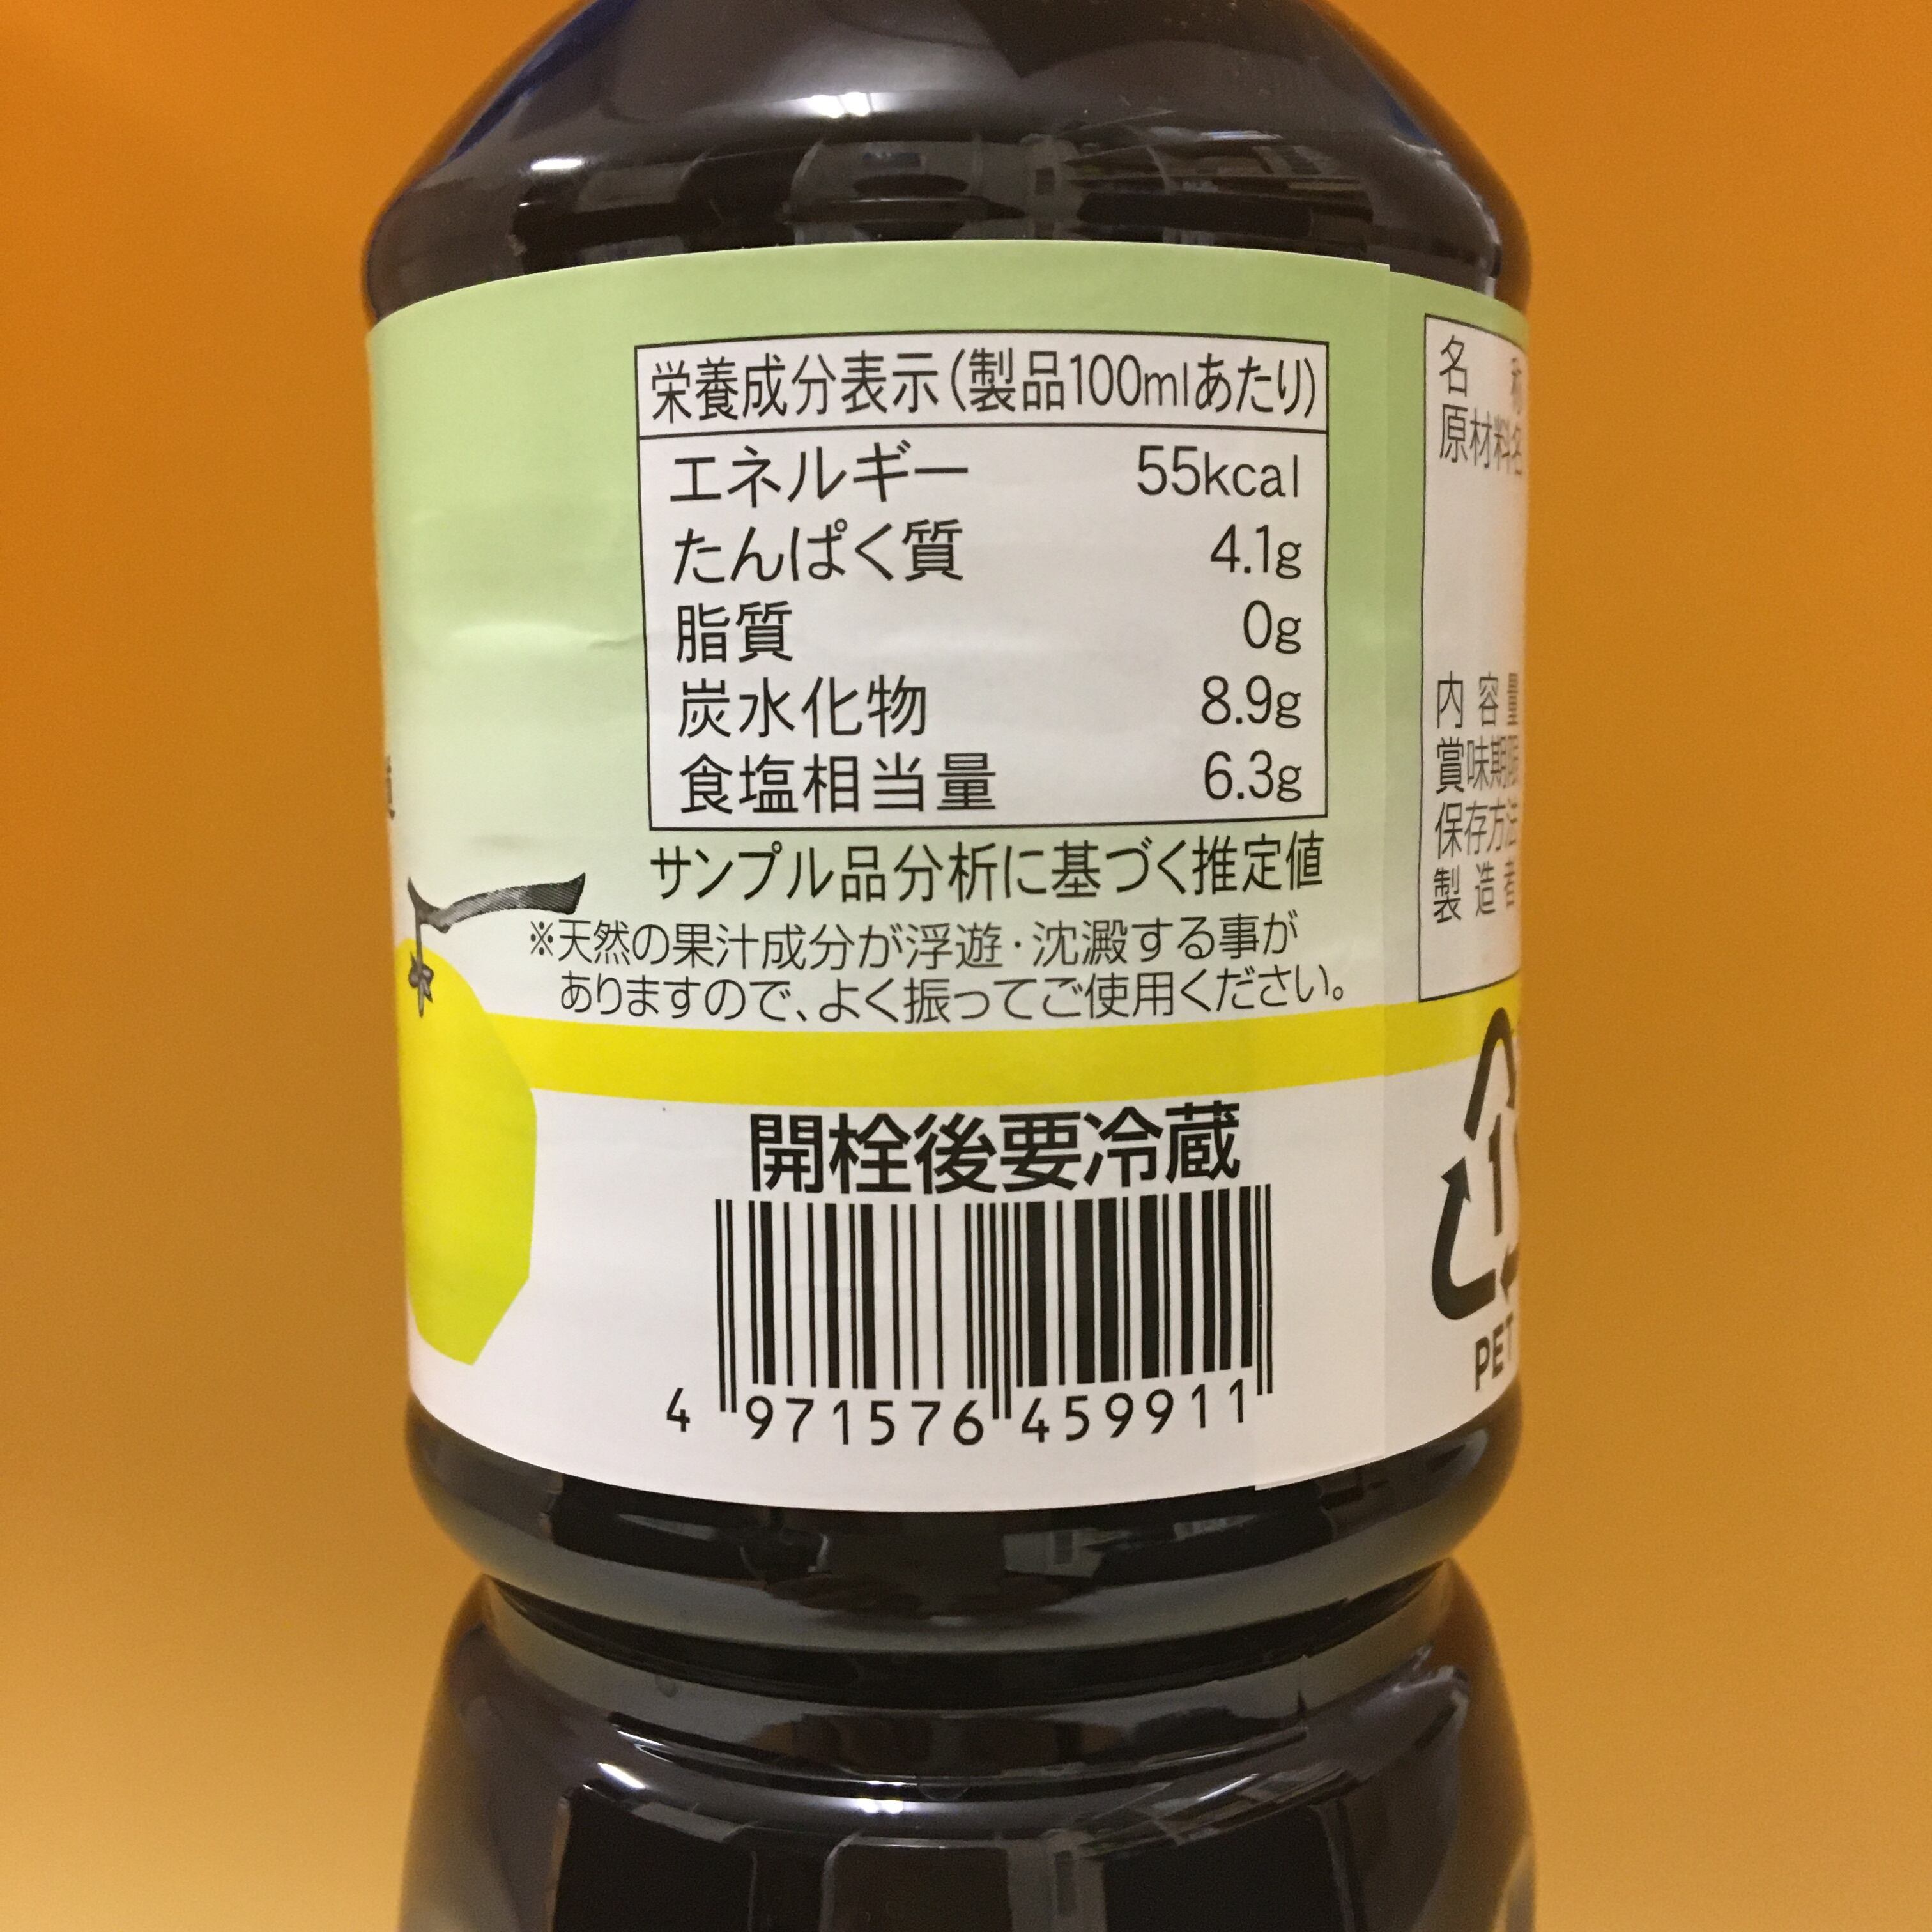 栄養成分表示(製品100mlあたり)
エネルギー 55kcal
たんぱく質 4.1g
脂質 0g
炭水化物 8.9g
食塩相当量 6.3g
サンプル品分析に基づく推定値
※天然の果汁成分が浮遊・沈澱する事が
ありますので、よく振ってご使用ください。
開栓後要冷蔵
4 971576 459911
名 称
原材料名
内容量
賞味期限
保存方法
製造者
1
PET